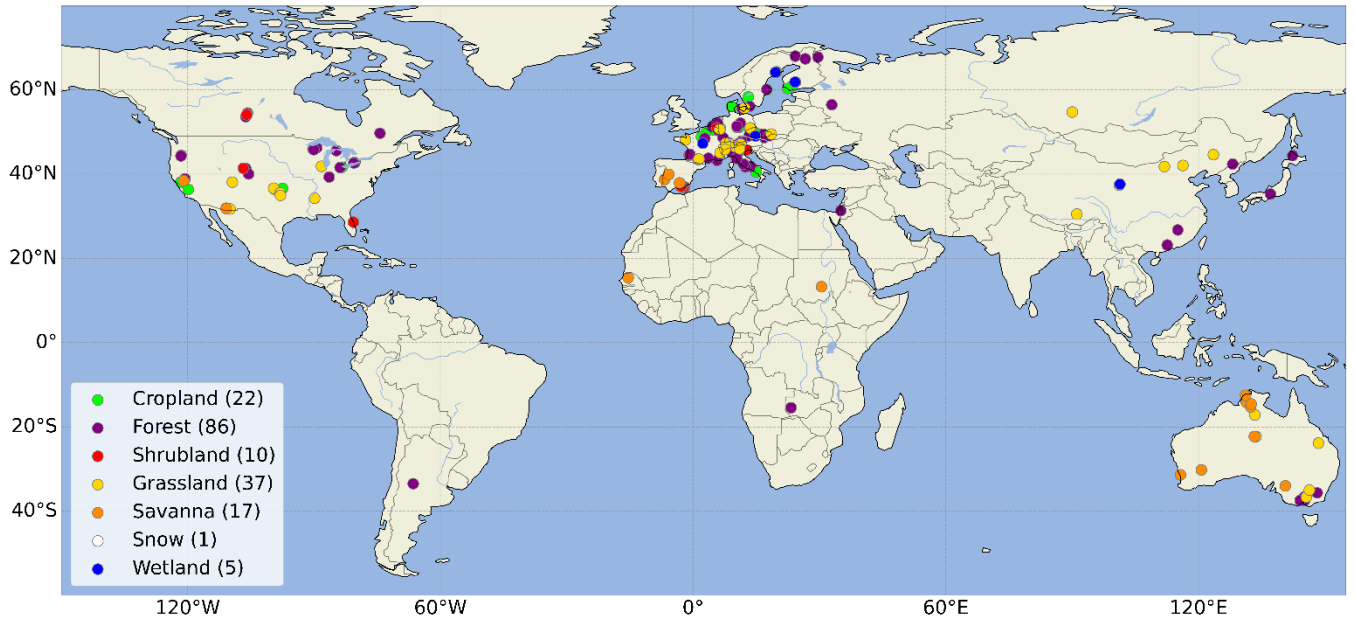 60°N
40°N
20°N
0°
20°S
40°S
Cropland (22)
Forest (86)
Shrubland (10)
Grassland (37)
Savanna (17)
Snow (1)
Wetland (5)
120°W
60°W
0°
60°E
120°E